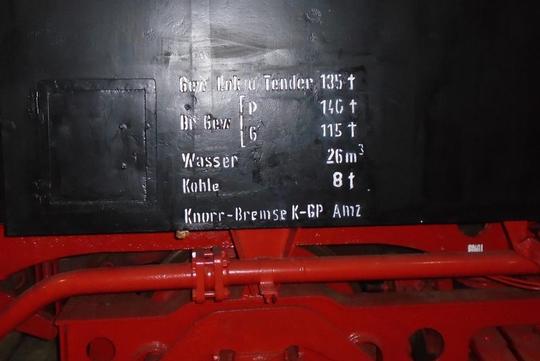 Gew Lok u Tender 135 t
Br Gew P 140 t
G 115 t
Wasser 26 m³
Kohle 8 t
Knorr-Bremse K-GP Amz